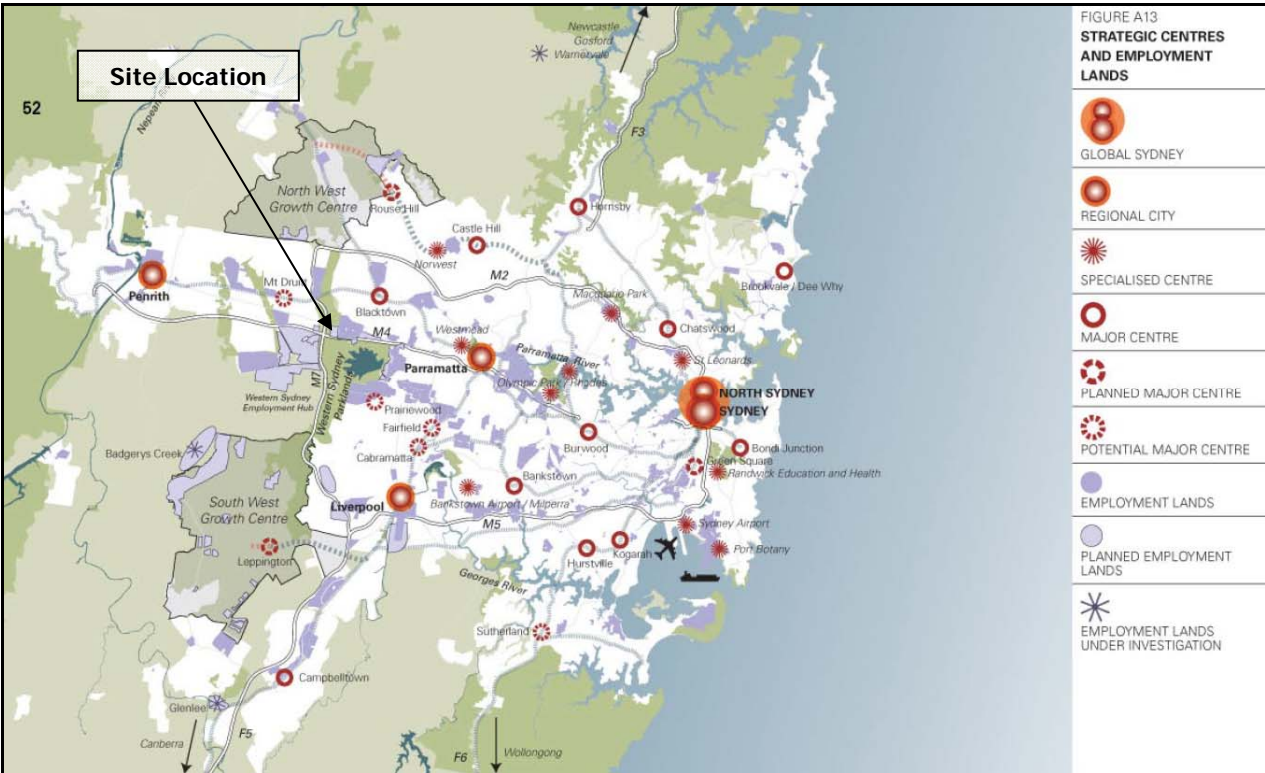 Newcastle
Gosford
Warnervale
Site Location
52
Nepean
F3
North West
Growth Centre
Rouse Hill
Hornsby
Castle Hill
Norwest
M2
Penrith
Mt Druitt
Blacktown
Brookvale / Dee Why
Macquarie Park
Chatswood
M4
Westmead
St Leonards
Parramatta
Parramatta
River
Olympic Park / Rhodes
NORTH SYDNEY
SYDNEY
M7
Western Sydney
Parklands
Western Sydney
Employment Hub
Prairiewood
Fairfield
Cabramatta
Burwood
Bondi Junction
Green Square
Randwick Education and Health
Badgerys Creek
Bankstown
South West
Growth Centre
Liverpool
Bankstown Airport / Milperra
M5
Sydney Airport
Port Botany
Leppington
Kogarah
Hurstville
Georges River
Sutherland
Campbelltown
Glenlee
Canberra
F5
F6
Wollongong
FIGURE A13
STRATEGIC CENTRES
AND EMPLOYMENT
LANDS
GLOBAL SYDNEY
REGIONAL CITY
SPECIALISED CENTRE
MAJOR CENTRE
PLANNED MAJOR CENTRE
POTENTIAL MAJOR CENTRE
EMPLOYMENT LANDS
PLANNED EMPLOYMENT
LANDS
EMPLOYMENT LANDS
UNDER INVESTIGATION